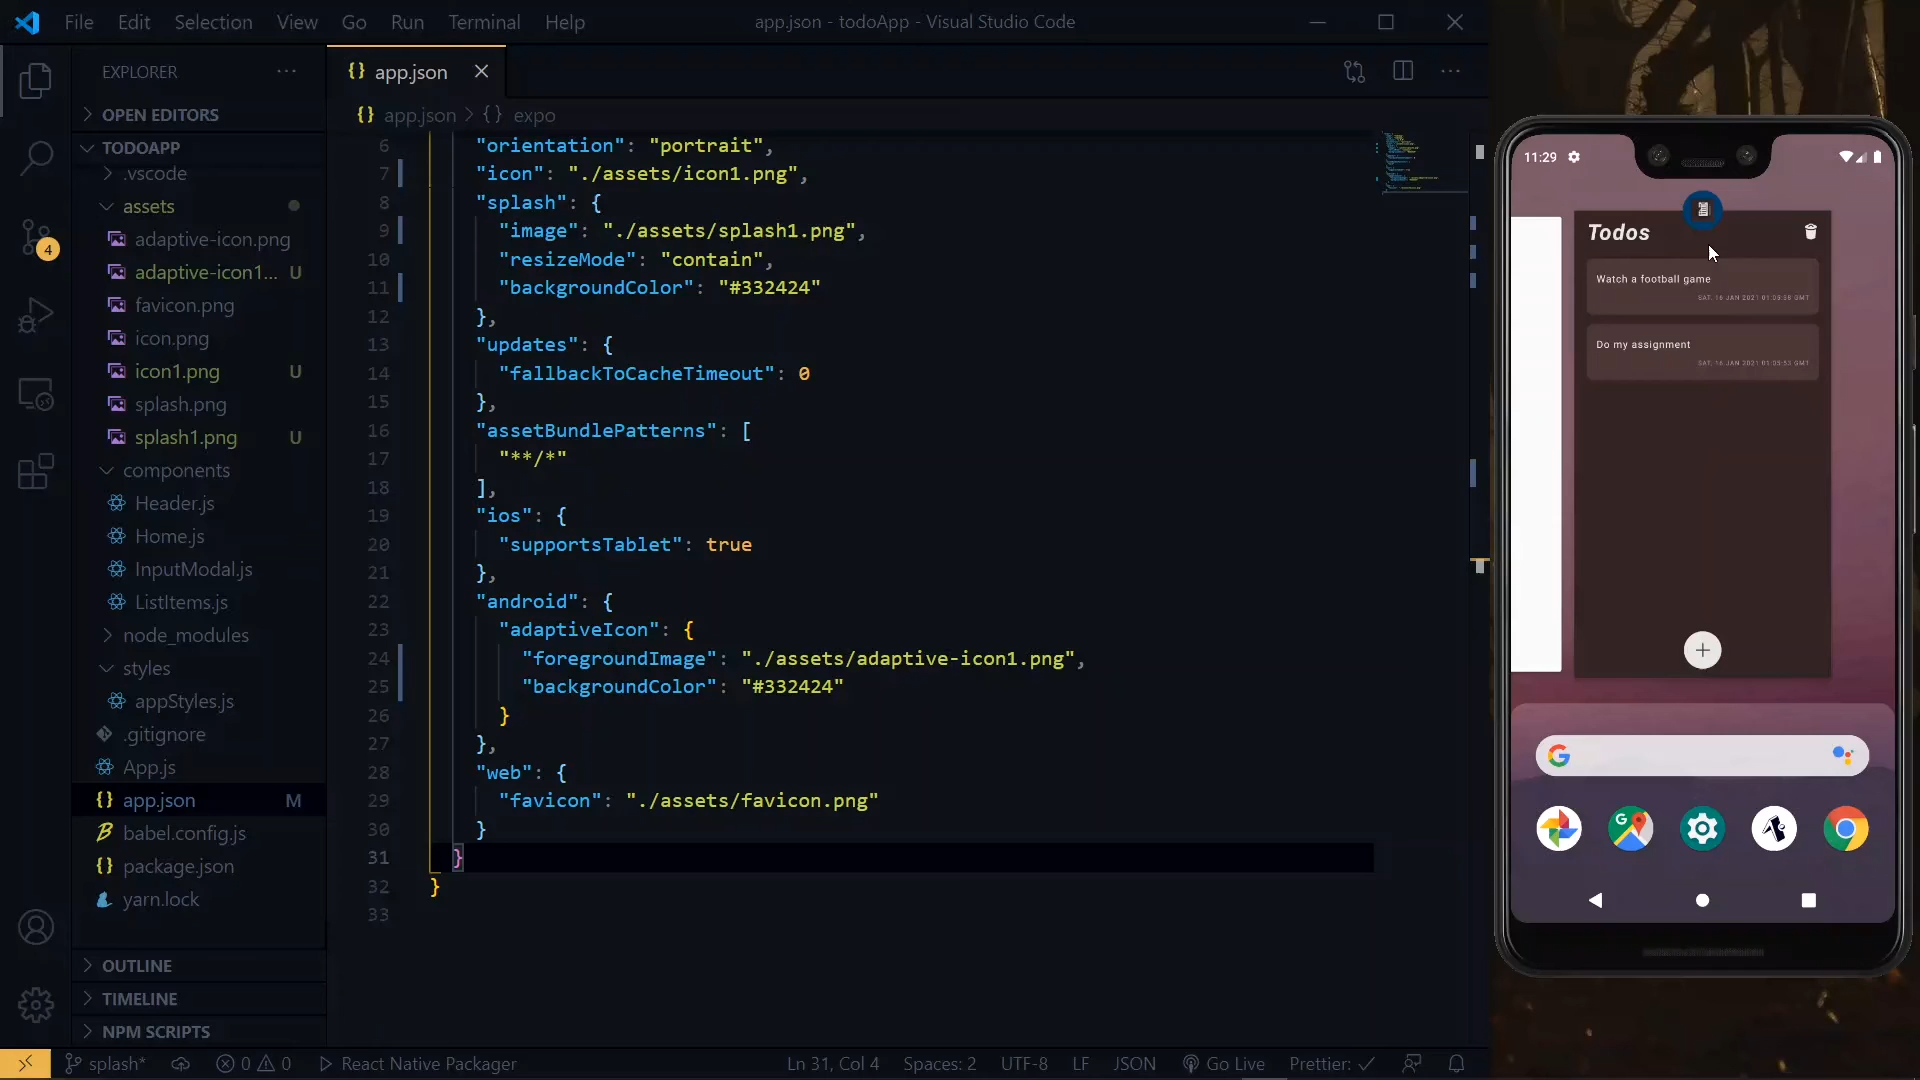 File Edit Selection View Go Run Terminal Help
app.json - todoApp - Visual Studio Code
EXPLORER
OPEN EDITORS
TODOAPP
.vscode
assets
adaptive-icon.png
adaptive-icon1... U
favicon.png
icon.png
icon1.png U
splash.png
splash1.png U
components
Header.js
Home.js
InputModal.js
ListItems.js
node_modules
styles
appStyles.js
.gitignore
App.js
{} app.json M
babel.config.js
{} package.json
yarn.lock
OUTLINE
TIMELINE
NPM SCRIPTS
4
{} app.json
{} app.json > {} expo
6 "orientation": "portrait",
7 "icon": "./assets/icon1.png",
8 "splash": {
9 "image": "./assets/splash1.png",
10 "resizeMode": "contain",
11 "backgroundColor": "#332424"
12 },
13 "updates": {
14 "fallbackToCacheTimeout": 0
15 },
16 "assetBundlePatterns": [
17 "**/*"
18 ],
19 "ios": {
20 "supportsTablet": true
21 },
22 "android": {
23 "adaptiveIcon": {
24 "foregroundImage": "./assets/adaptive-icon1.png",
25 "backgroundColor": "#332424"
26 }
27 },
28 "web": {
29 "favicon": "./assets/favicon.png"
30 }
31 }
32 }
33
11:29
Todos
Watch a football game
Do my assignment
splash* 0 0 React Native Packager Ln 31, Col 4 Spaces: 2 UTF-8 LF JSON Go Live Prettier: ✓